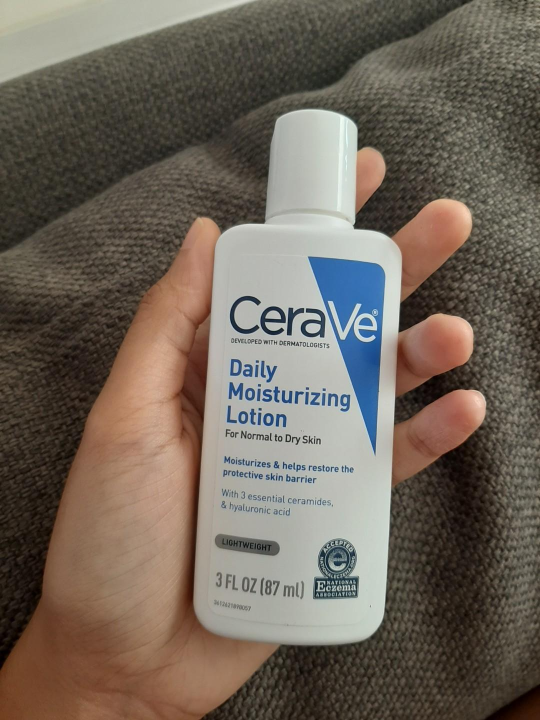 CeraVe®
DEVELOPED WITH DERMATOLOGISTS
Daily
Moisturizing
Lotion
For Normal to Dry Skin
Moisturizes & helps restore the
protective skin barrier
With 3 essential ceramides,
& hyaluronic acid
LIGHTWEIGHT
3 FL OZ (87 ml)
ACCEPTED
NATIONAL
Eczema
ASSOCIATION